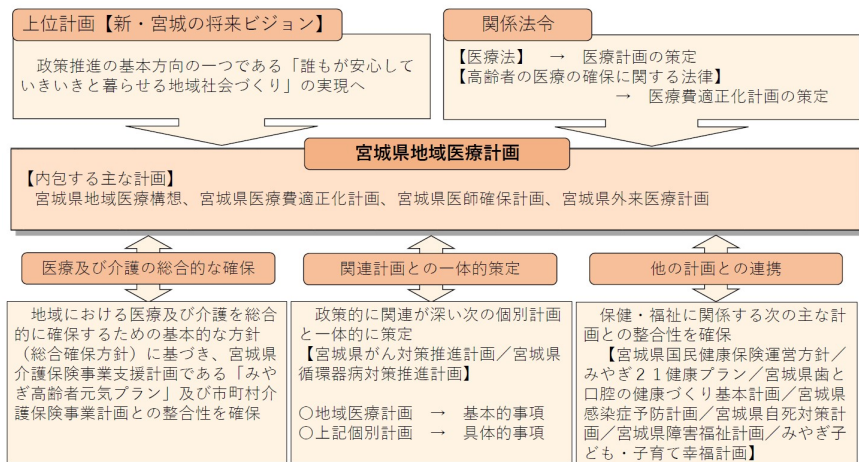 上位計画【新・宮城の将来ビジョン】
政策推進の基本方向の一つである「誰もが安心して
いきいきと暮らせる地域社会づくり」の実現へ
関係法令
【医療法】 → 医療計画の策定
【高齢者の医療の確保に関する法律】
→ 医療費適正化計画の策定
宮城県地域医療計画
【内包する主な計画】
宮城県地域医療構想、宮城県医療費適正化計画、宮城県医師確保計画、宮城県外来医療計画
医療及び介護の総合的な確保
地域における医療及び介護を総合
的に確保するための基本的な方針
（総合確保方針）に基づき、宮城県
介護保険事業支援計画である「みや
ぎ高齢者元気プラン」及び市町村介
護保険事業計画との整合性を確保
関連計画との一体的策定
政策的に関連が深い次の個別計画
と一体的に策定
【宮城県がん対策推進計画／宮城県
循環器病対策推進計画】
○地域医療計画 → 基本的事項
○上記個別計画 → 具体的事項
他の計画との連携
保健・福祉に関係する次の主な計
画との整合性を確保
【宮城県国民健康保険運営方針／
みやぎ２１健康プラン／宮城県歯と
口腔の健康づくり基本計画／宮城県
感染症予防計画／宮城県自死対策計
画／宮城県障害福祉計画／みやぎ子
ども・子育て幸福計画】